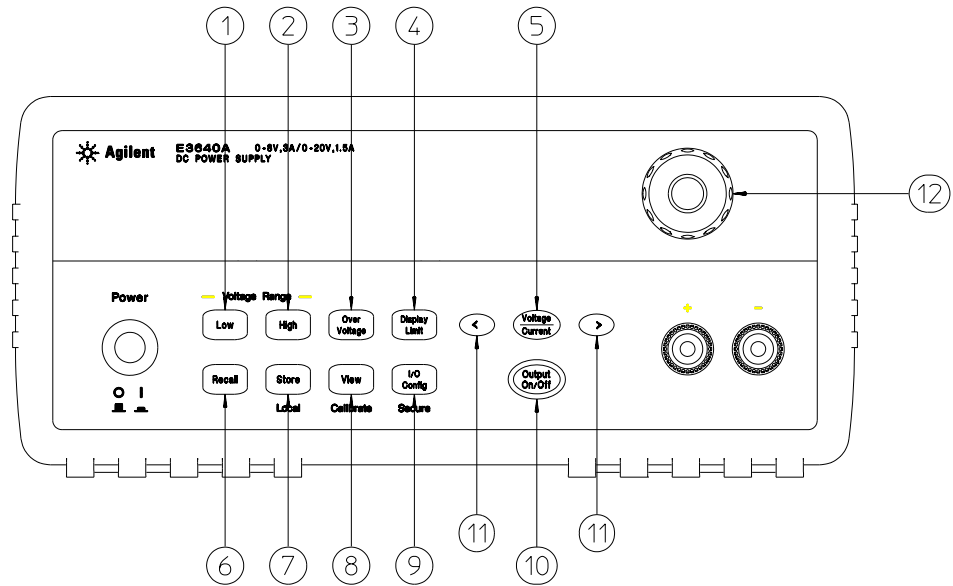 1 2 3 4 5
Agilent E3640A 0-8V,3A/0-20V,1.5A
DC POWER SUPPLY
12
Power
Voltage Range
Low High Over Voltage Display Limit < Voltage Current >
+ -
Recall Store View I/O Config Output On/Off
O I
Local Calibrate Secure
11 11
6 7 8 9 10